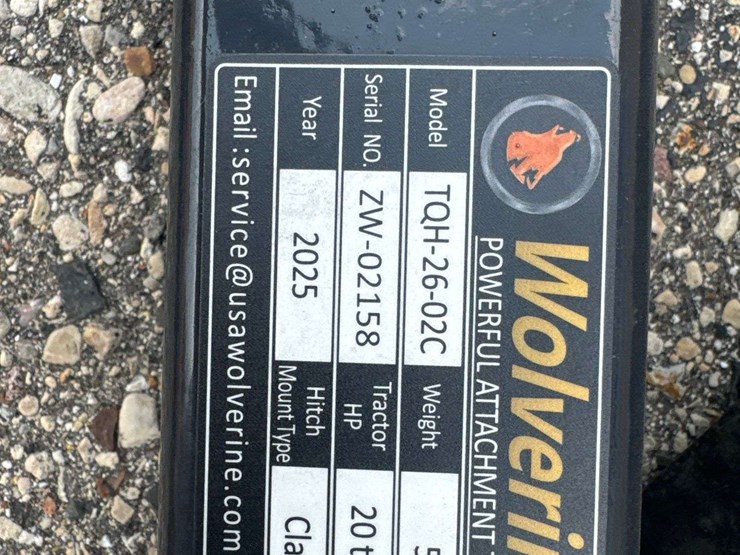 POWERFUL ATTACHMENT
Model TQH-26-02C Weight
Serial NO. ZW-02158 Tractor HP 20
Year 2025 Hitch Mount Type
Email:service@usawolverine.com